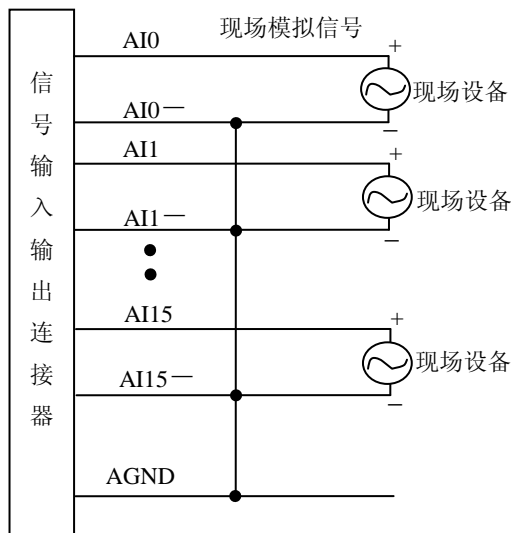 信号输入输出连接器
现场模拟信号
AI0
+
现场设备
AI0—
—
AI1
+
现场设备
AI1—
—
AI15
+
现场设备
AI15—
—
AGND